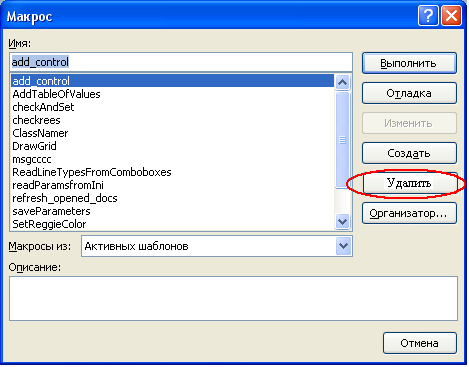 Макрос
Имя:
add_control
Выполнить
add_control
AddTableOfValues
Отладка
checkAndSet
checkrees
Изменить
ClassNamer
DrawGrid
Создать
msgcccc
ReadLineTypesFromComboboxes
Удалить
readParamsfromIni
refresh_opened_docs
saveParameters
Организатор...
SetReggieColor
Макросы из: Активных шаблонов
Описание:
Отмена